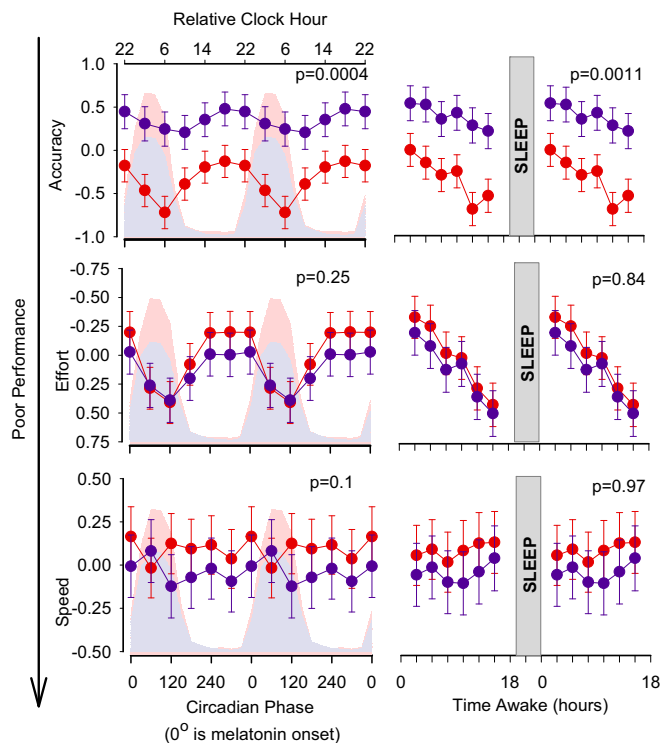 Relative Clock Hour
22 6 14 22 6 14 22
p=0.0004
p=0.0011
1.0
0.5
0.0
-0.5
-1.0
Accuracy
SLEEP
p=0.25
p=0.84
-0.75
-0.50
-0.25
0.00
0.25
0.50
0.75
Effort
SLEEP
p=0.1
p=0.97
0.50
0.25
0.00
-0.25
-0.50
Speed
SLEEP
Poor Performance
0 120 240 0 120 240 0
0 18 0 18
Circadian Phase
(0° is melatonin onset)
Time Awake (hours)